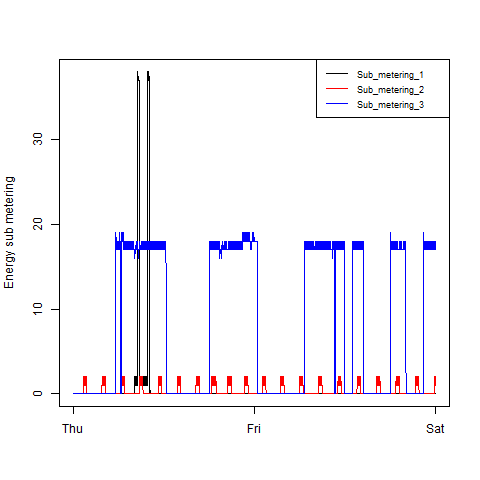 Sub_metering_1
Sub_metering_2
Sub_metering_3
Energy sub metering
30
20
10
0
Thu
Fri
Sat